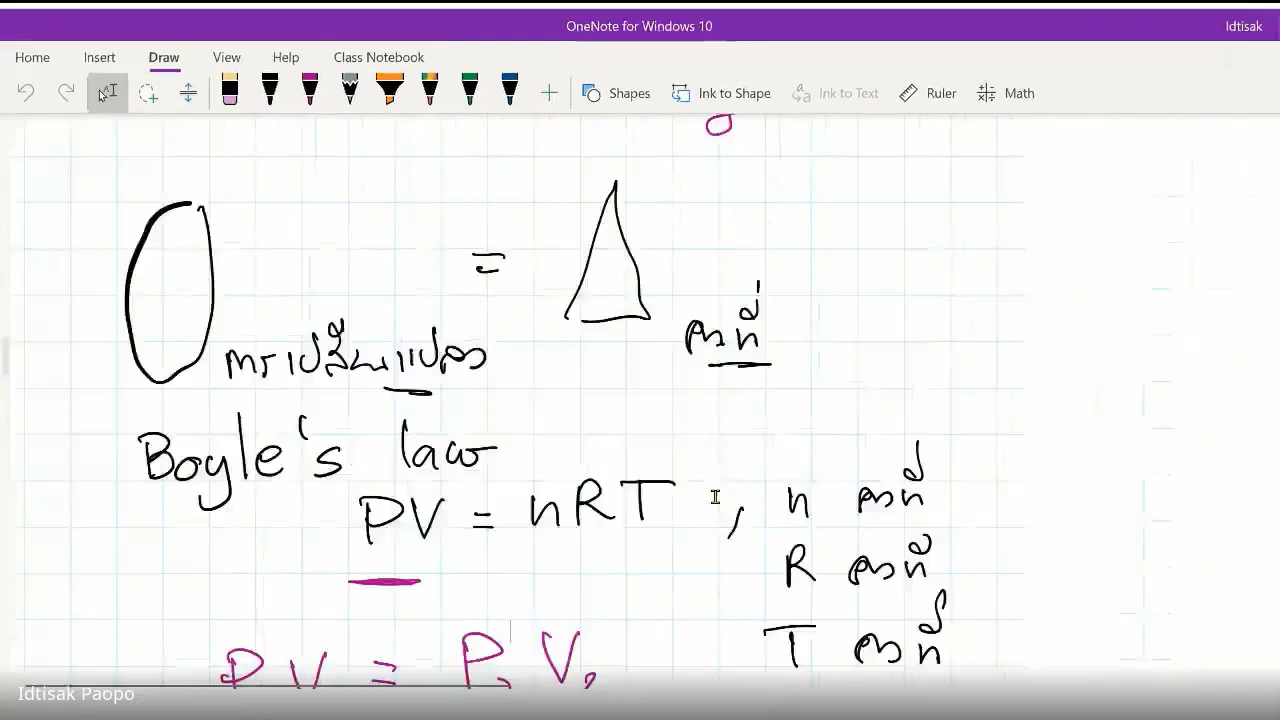 OneNote for Windows 10
Idtisak
Home Insert Draw View Help Class Notebook
Shapes Ink to Shape Ink to Text Ruler Math
=
การเปลี่ยนแปลง
คงที่
Boyle's law
PV = nRT , n คงที่
R คงที่
T คงที่
P V = P, V,
Idtisak Paopo